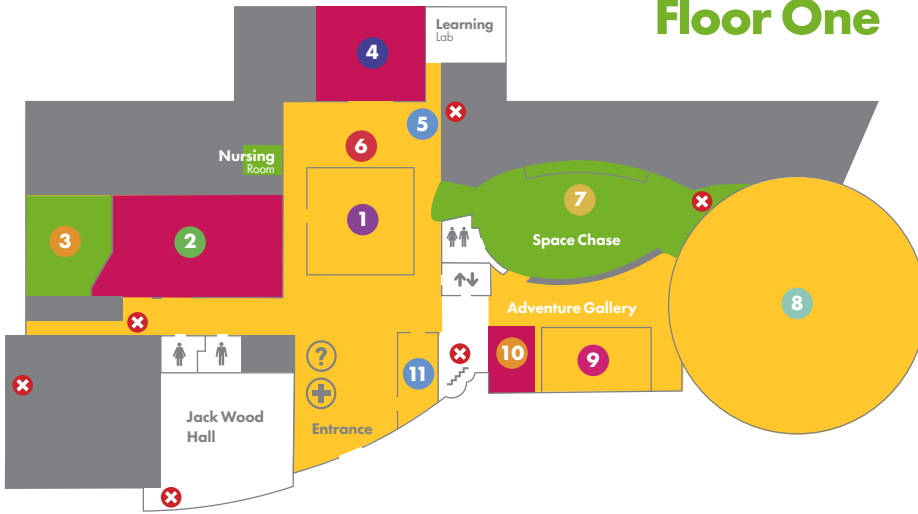 Floor One
Learning
Lab
4
5
6
Nursing
Room
1
7
3
2
Space Chase
8
Adventure Gallery
?
10
9
11
Jack Wood
Hall
Entrance